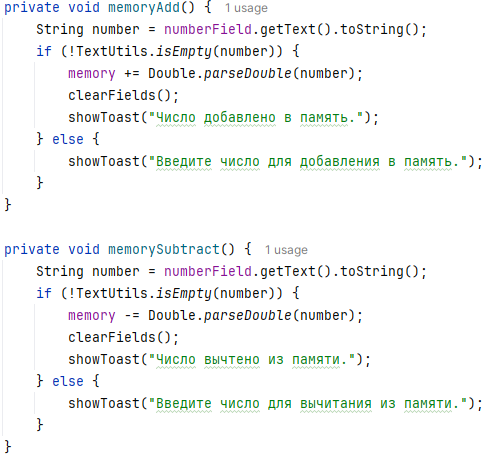 private void memoryAdd() { 1 usage
    String number = numberField.getText().toString();
    if (!TextUtils.isEmpty(number)) {
        memory += Double.parseDouble(number);
        clearFields();
        showToast("Число добавлено в память.");
    } else {
        showToast("Введите число для добавления в память.");
    }
}
private void memorySubtract() { 1 usage
    String number = numberField.getText().toString();
    if (!TextUtils.isEmpty(number)) {
        memory -= Double.parseDouble(number);
        clearFields();
        showToast("Число вычтено из памяти.");
    } else {
        showToast("Введите число для вычитания из памяти.");
    }
}